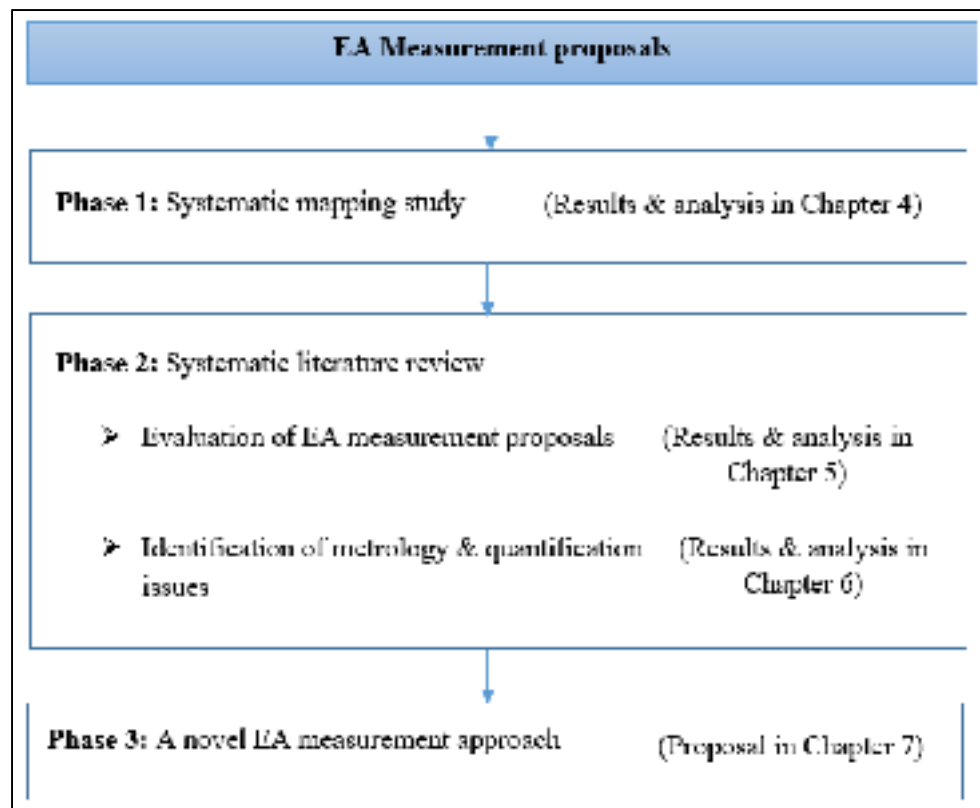 EA Measurement proposals
Phase 1: Systematic mapping study (Results & analysis in Chapter 4)
Phase 2: Systematic literature review
➢ Evaluation of EA measurement proposals (Results & analysis in
Chapter 5)
➢ Identification of metrology & quantification (Results & analysis in
issues Chapter 6)
Phase 3: A novel EA measurement approach (Proposal in Chapter 7)